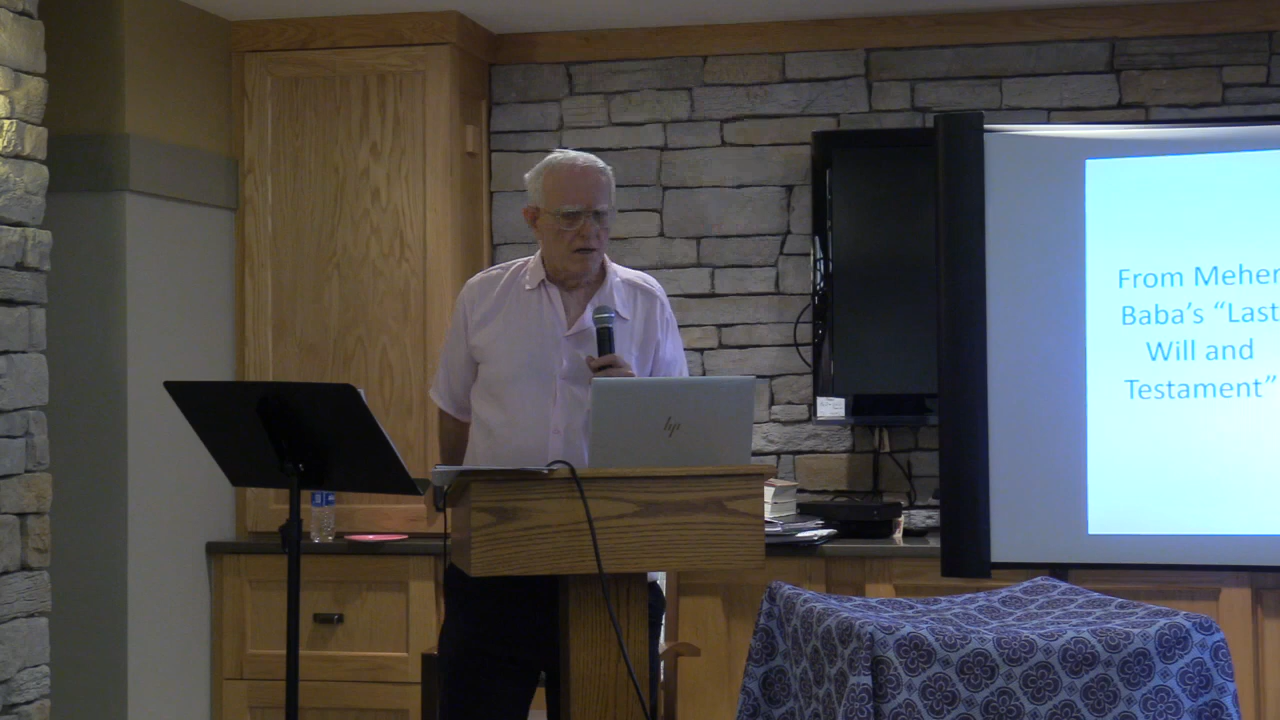 hp
From Meher
Baba's "Last
Will and
Testament"